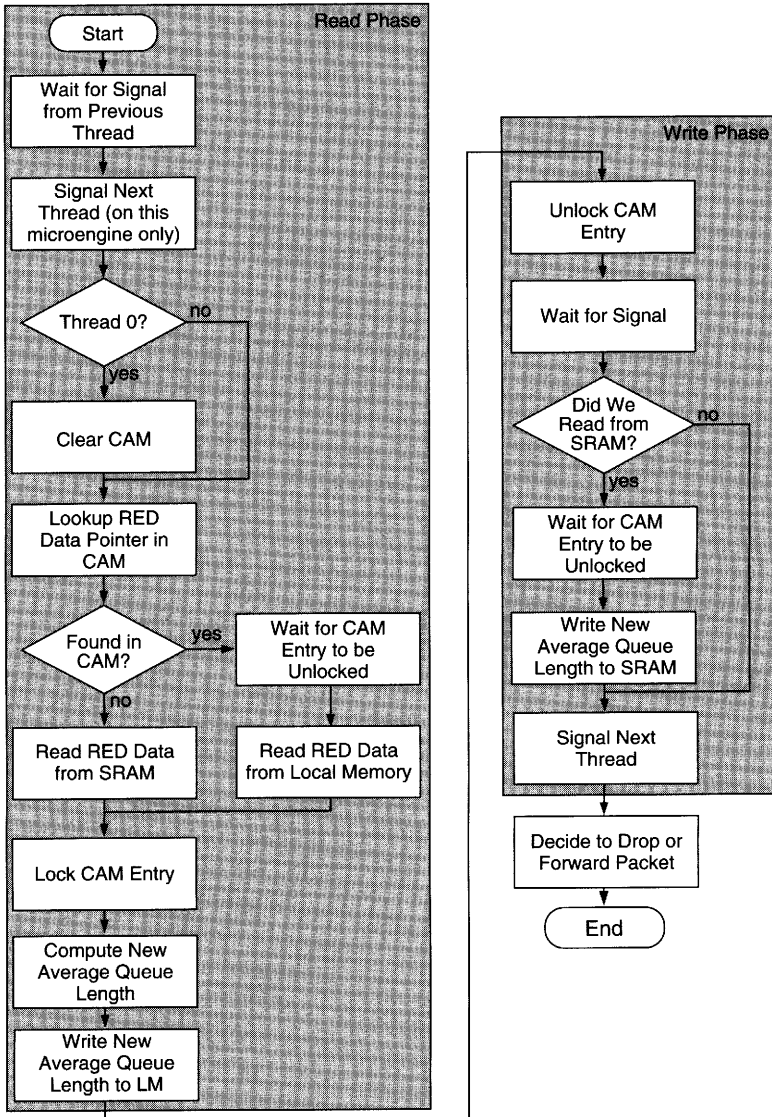 Read Phase
Start
Wait for Signal
from Previous
Thread
Signal Next
Thread (on this
microengine only)
Thread 0?
no
yes
Clear CAM
Lookup RED
Data Pointer in
CAM
Found in
CAM?
yes
no
Wait for CAM
Entry to be
Unlocked
Read RED Data
from SRAM
Read RED Data
from Local Memory
Lock CAM Entry
Compute New
Average Queue
Length
Write New
Average Queue
Length to LM
Write Phase
Unlock CAM
Entry
Wait for Signal
Did We
Read from
SRAM?
no
yes
Wait for CAM
Entry to be
Unlocked
Write New
Average Queue
Length to SRAM
Signal Next
Thread
Decide to Drop or
Forward Packet
End